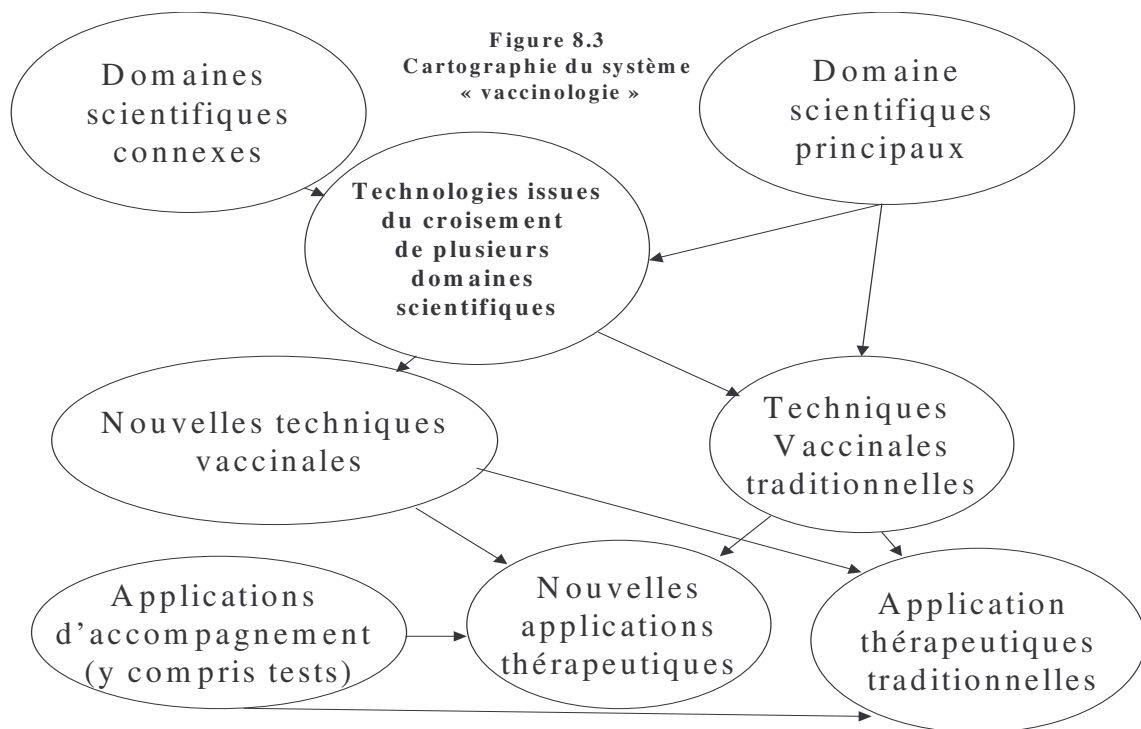 Figure 8.3
Cartographie du système
« vaccinologie »
Domaines
scientifiques
connexes
Domaine
scientifiques
principaux
Technologies issues
du croisement
de plusieurs
domaines
scientifiques
Nouvelles techniques
vaccinales
Techniques
Vaccinales
traditionnelles
Applications
d'accompagnement
(y compris tests)
Nouvelles
applications
thérapeutiques
Application
thérapeutiques
traditionnelles